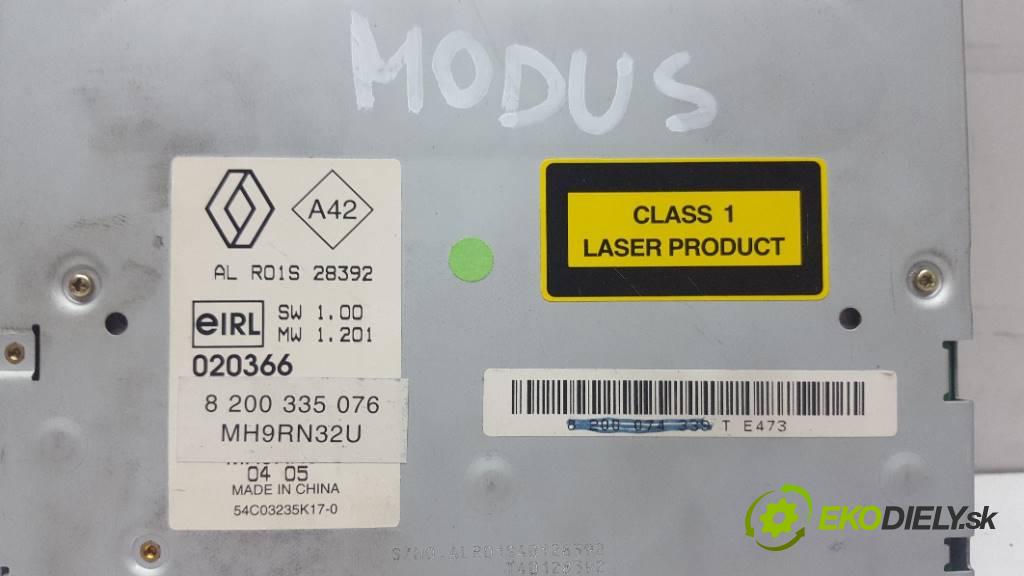 MODUS
A42
AL R01S 28392
eIRL
SW 1.00
MW 1.201
020366
8 200 335 076
MH9RN32U
04 05
MADE IN CHINA
54C03235K17-0
CLASS 1
LASER PRODUCT
T E473
EKODIELY.sk